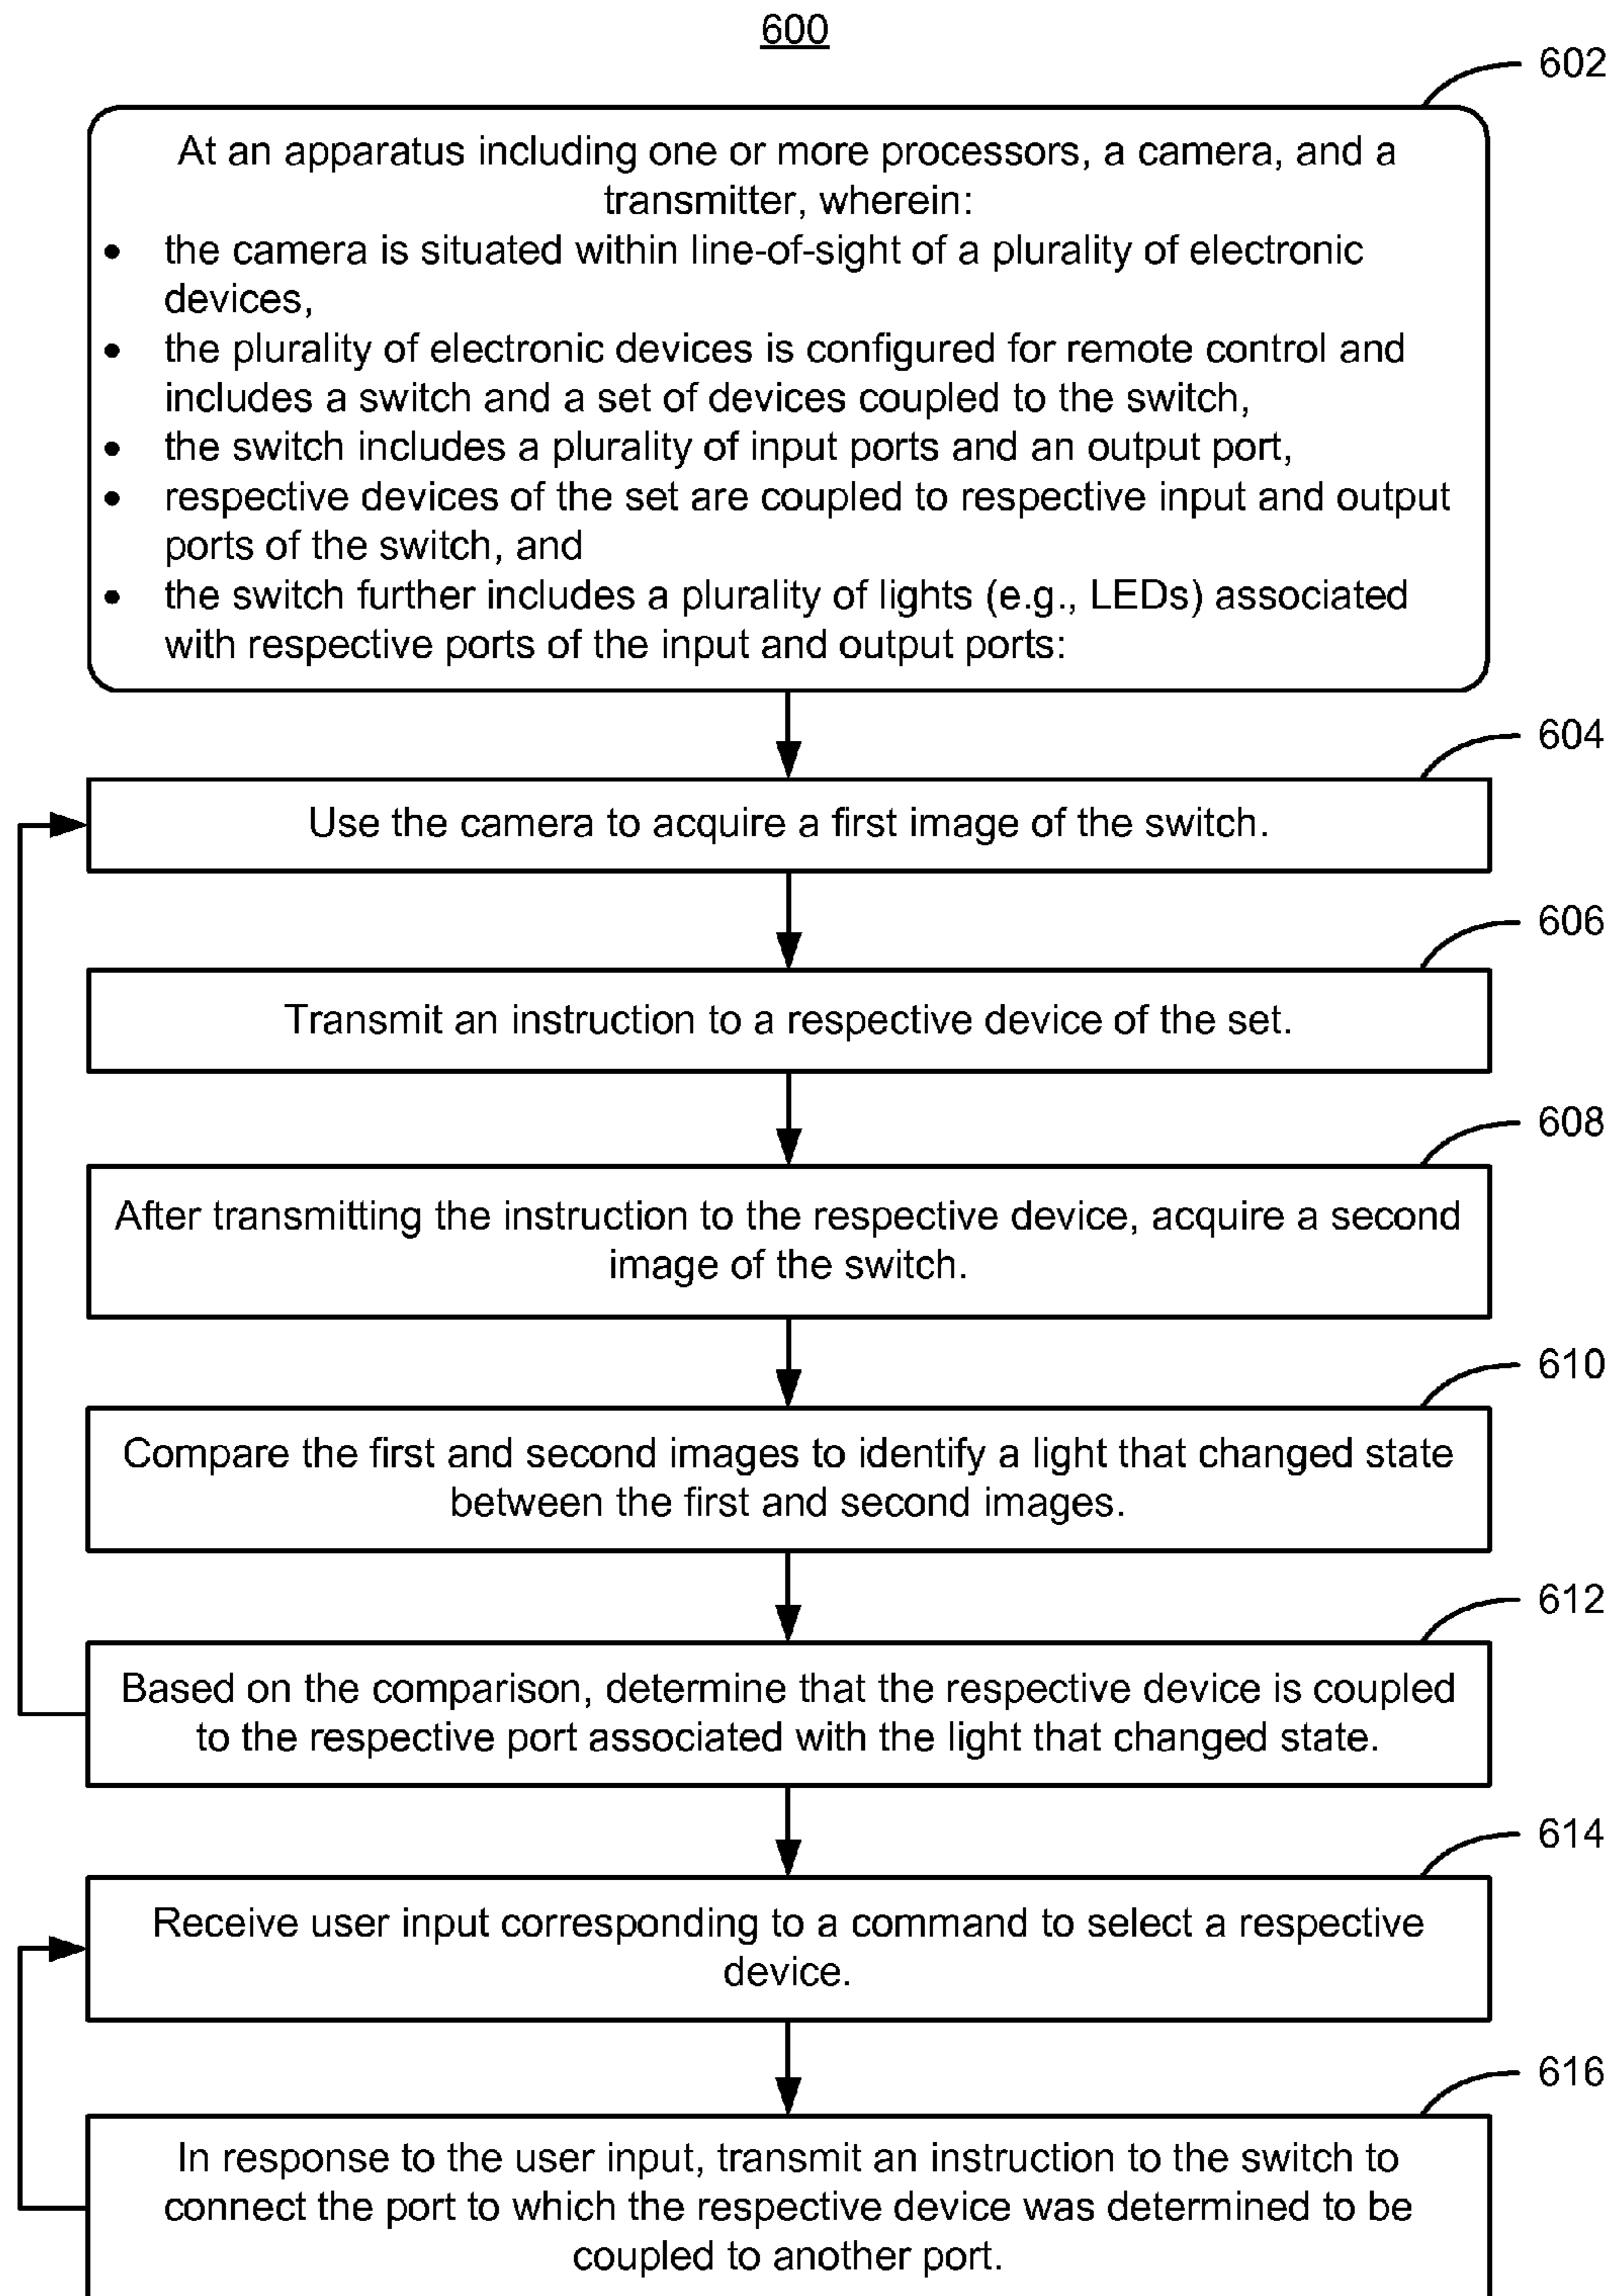 600
602
At an apparatus including one or more processors, a camera, and a
transmitter, wherein:
• the camera is situated within line-of-sight of a plurality of electronic
devices,
• the plurality of electronic devices is configured for remote control and
includes a switch and a set of devices coupled to the switch,
• the switch includes a plurality of input ports and an output port,
• respective devices of the set are coupled to respective input and output
ports of the switch, and
• the switch further includes a plurality of lights (e.g., LEDs) associated
with respective ports of the input and output ports:
604
Use the camera to acquire a first image of the switch.
606
Transmit an instruction to a respective device of the set.
608
After transmitting the instruction to the respective device, acquire a second
image of the switch.
610
Compare the first and second images to identify a light that changed state
between the first and second images.
612
Based on the comparison, determine that the respective device is coupled
to the respective port associated with the light that changed state.
614
Receive user input corresponding to a command to select a respective
device.
616
In response to the user input, transmit an instruction to the switch to
connect the port to which the respective device was determined to be
coupled to another port.